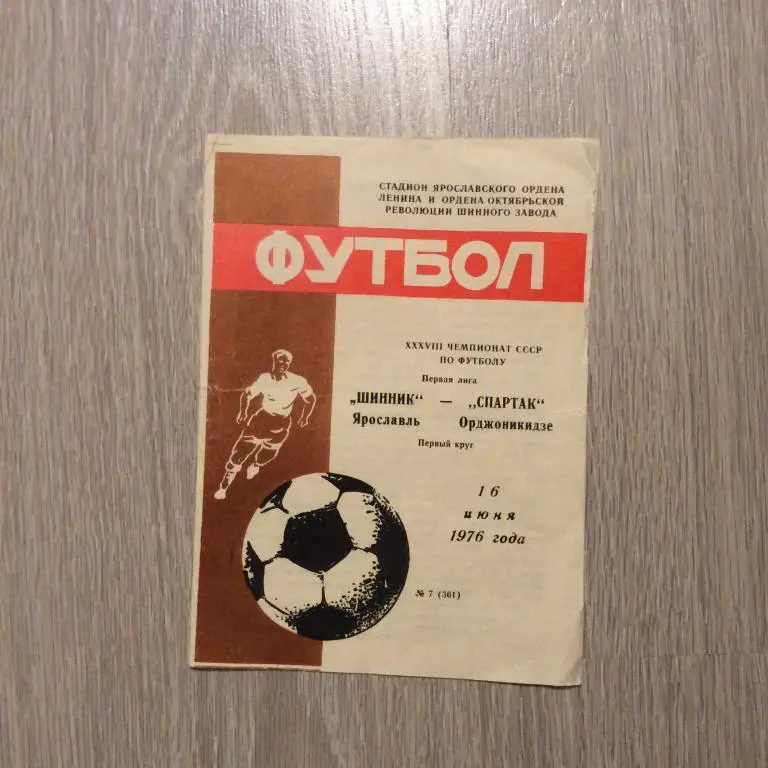 СТАДИОН ЯРОСЛАВСКОГО ОРДЕНА
ЛЕНИНА И ОРДЕНА ОКТЯБРЬСКОЙ
РЕВОЛЮЦИИ ШИННОГО ЗАВОДА
ФУТБОЛ
XXXVIII ЧЕМПИОНАТ СССР
ПО ФУТБОЛУ
Первая лига
„ШИННИК“ — „СПАРТАК“
Ярославль Орджоникидзе
Первый круг
16
июня
1976 года
№ 7 (361)